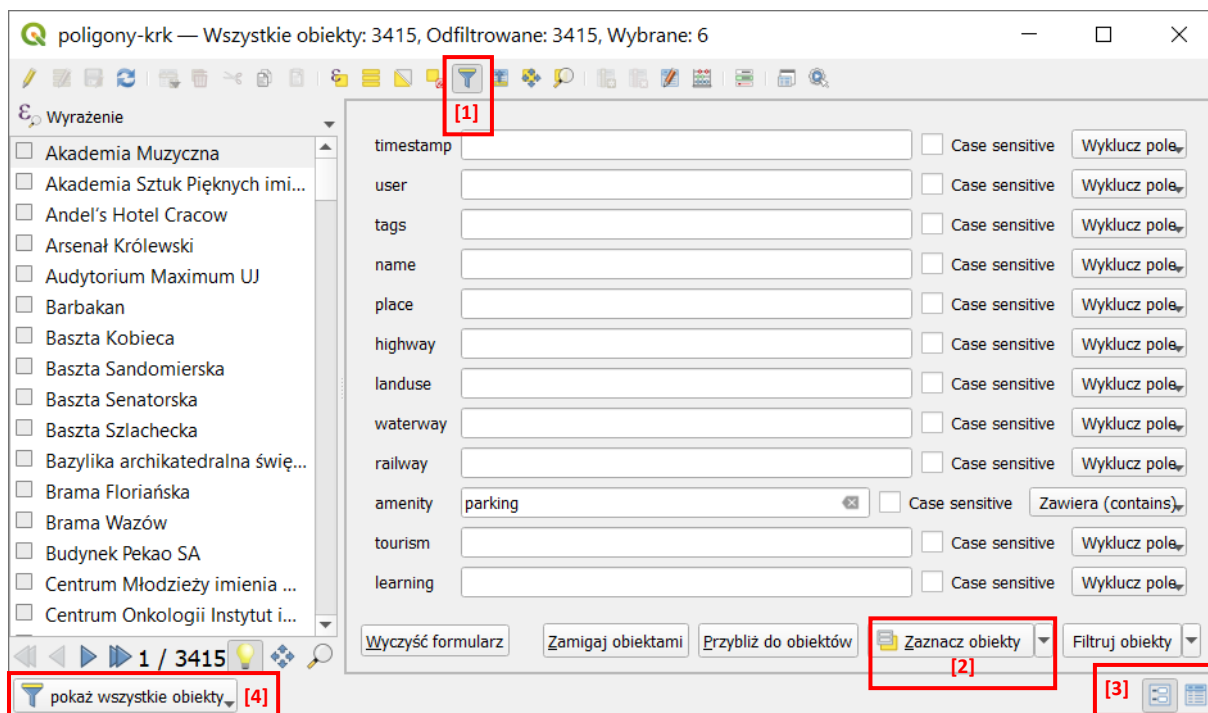 poligony-krk — Wszystkie obiekty: 3415, Odfiltrowane: 3415, Wybrane: 6
[1]
Wyrażenie
Akademia Muzyczna
Akademia Sztuk Pięknych imi...
Andel's Hotel Cracow
Arsenał Królewski
Audytorium Maximum UJ
Barbakan
Baszta Kobieca
Baszta Sandomierska
Baszta Senatorska
Baszta Szlachecka
Bazylika archikatedralna świę...
Brama Floriańska
Brama Wazów
Budynek Pekao SA
Centrum Młodzieży imienia ...
Centrum Onkologii Instytut i...
1 / 3415
timestamp Case sensitive Wyklucz pole
user Case sensitive Wyklucz pole
tags Case sensitive Wyklucz pole
name Case sensitive Wyklucz pole
place Case sensitive Wyklucz pole
highway Case sensitive Wyklucz pole
landuse Case sensitive Wyklucz pole
waterway Case sensitive Wyklucz pole
railway Case sensitive Wyklucz pole
amenity parking Case sensitive Zawiera (contains)
tourism Case sensitive Wyklucz pole
learning Case sensitive Wyklucz pole
Wyczyść formularz Zamigaj obiektami Przybliż do obiektów Zaznacz obiekty Filtruj obiekty
[2]
[3]
pokaż wszystkie obiekty [4]